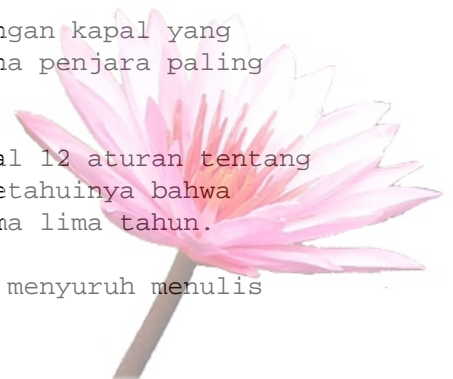 ngan kapal yang
na penjara paling
al 12 aturan tentang
etahuinya bahwa
ma lima tahun.
menyuruh menulis